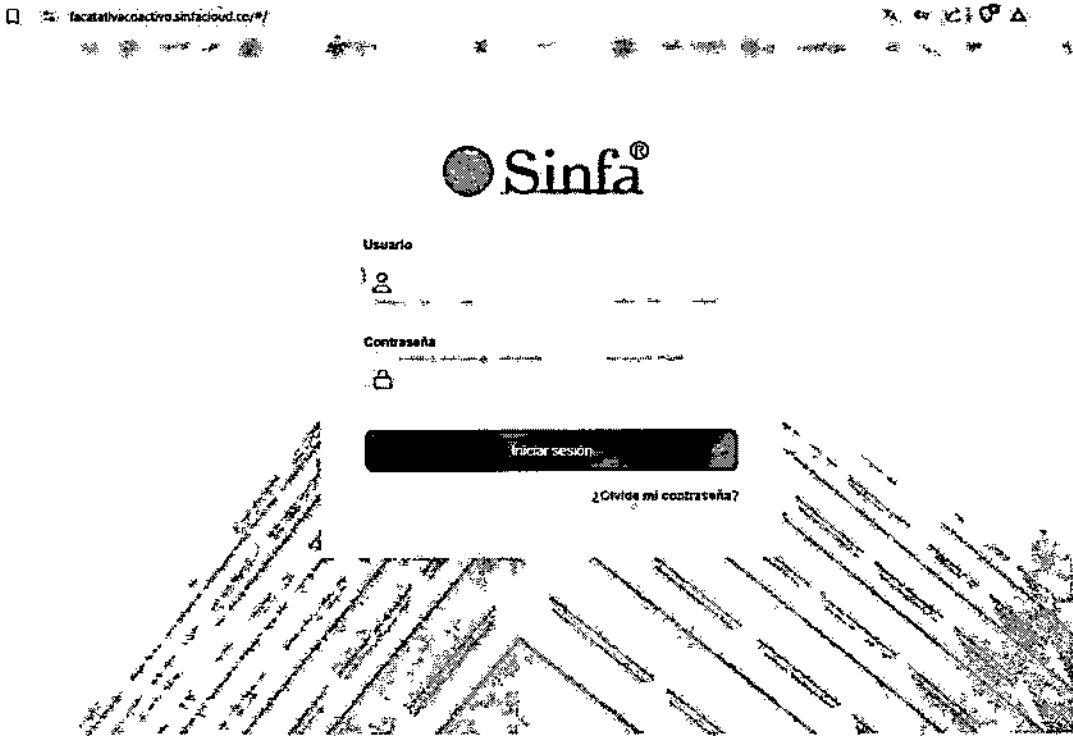 facatativacoactivo.sinfacloud.co/#/
Sinfa®
Usuario
Contraseña
Iniciar sesión
¿Olvide mi contraseña?